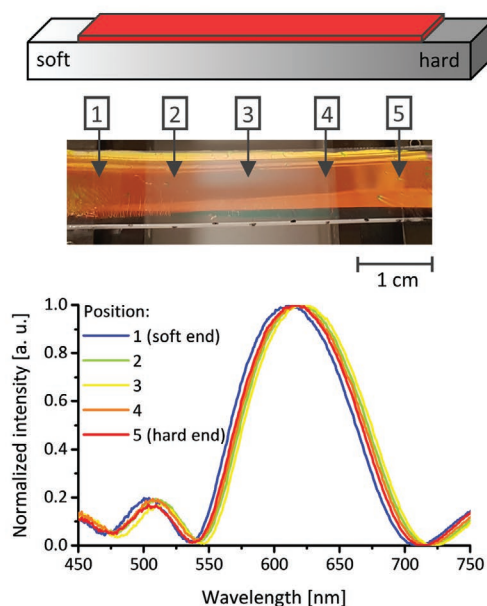 soft hard
1 2 3 4 5
1 cm
Normalized intensity [a. u.]
1.0
0.8
0.6
0.4
0.2
0.0
Position:
1 (soft end)
2
3
4
5 (hard end)
450 500 550 600 650 700 750
Wavelength [nm]